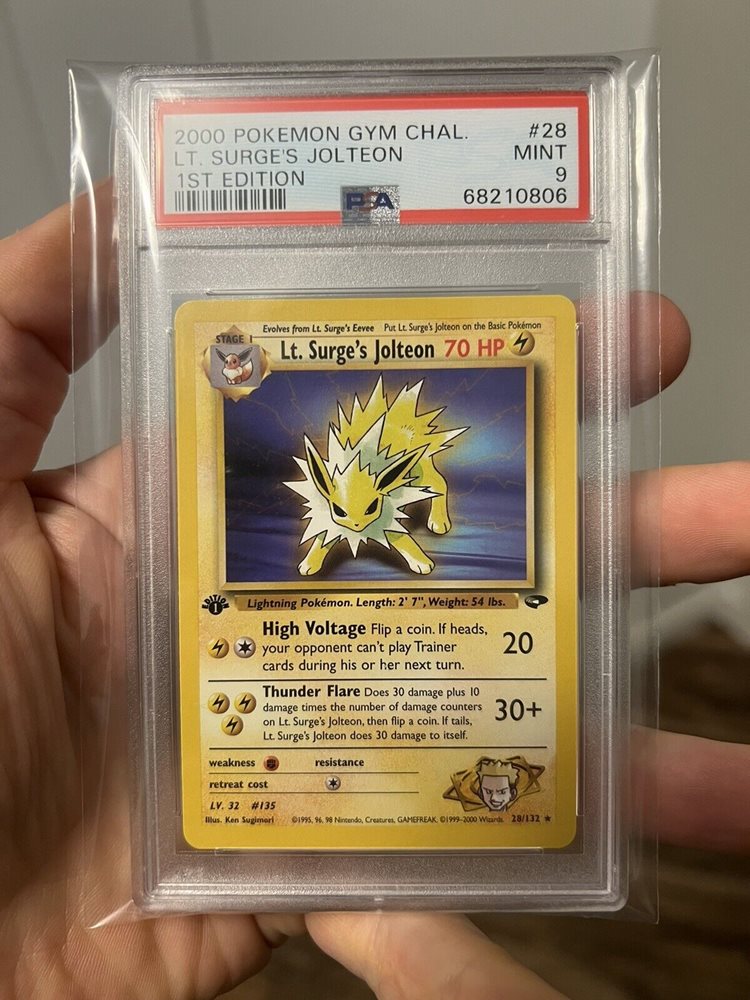 2000 POKEMON GYM CHAL. #28
LT. SURGE'S JOLTEON MINT
1ST EDITION 9
PSA 68210806
Evolves from Lt. Surge's Eevee Put Lt. Surge's Jolteon on the Basic Pokémon
STAGE 1
Lt. Surge's Jolteon 70 HP
EDITION 1
Lightning Pokémon. Length: 2' 7", Weight: 54 lbs.
High Voltage Flip a coin. If heads,
your opponent can't play Trainer 20
cards during his or her next turn.
Thunder Flare Does 30 damage plus 10
damage times the number of damage counters 30+
on Lt. Surge's Jolteon, then flip a coin. If tails,
Lt. Surge's Jolteon does 30 damage to itself.
weakness resistance
retreat cost
LV. 32 #135
Illus. Ken Sugimori ©1995, 96, 98 Nintendo, Creatures, GAMEFREAK. ©1999-2000 Wizards. 28/132 ★